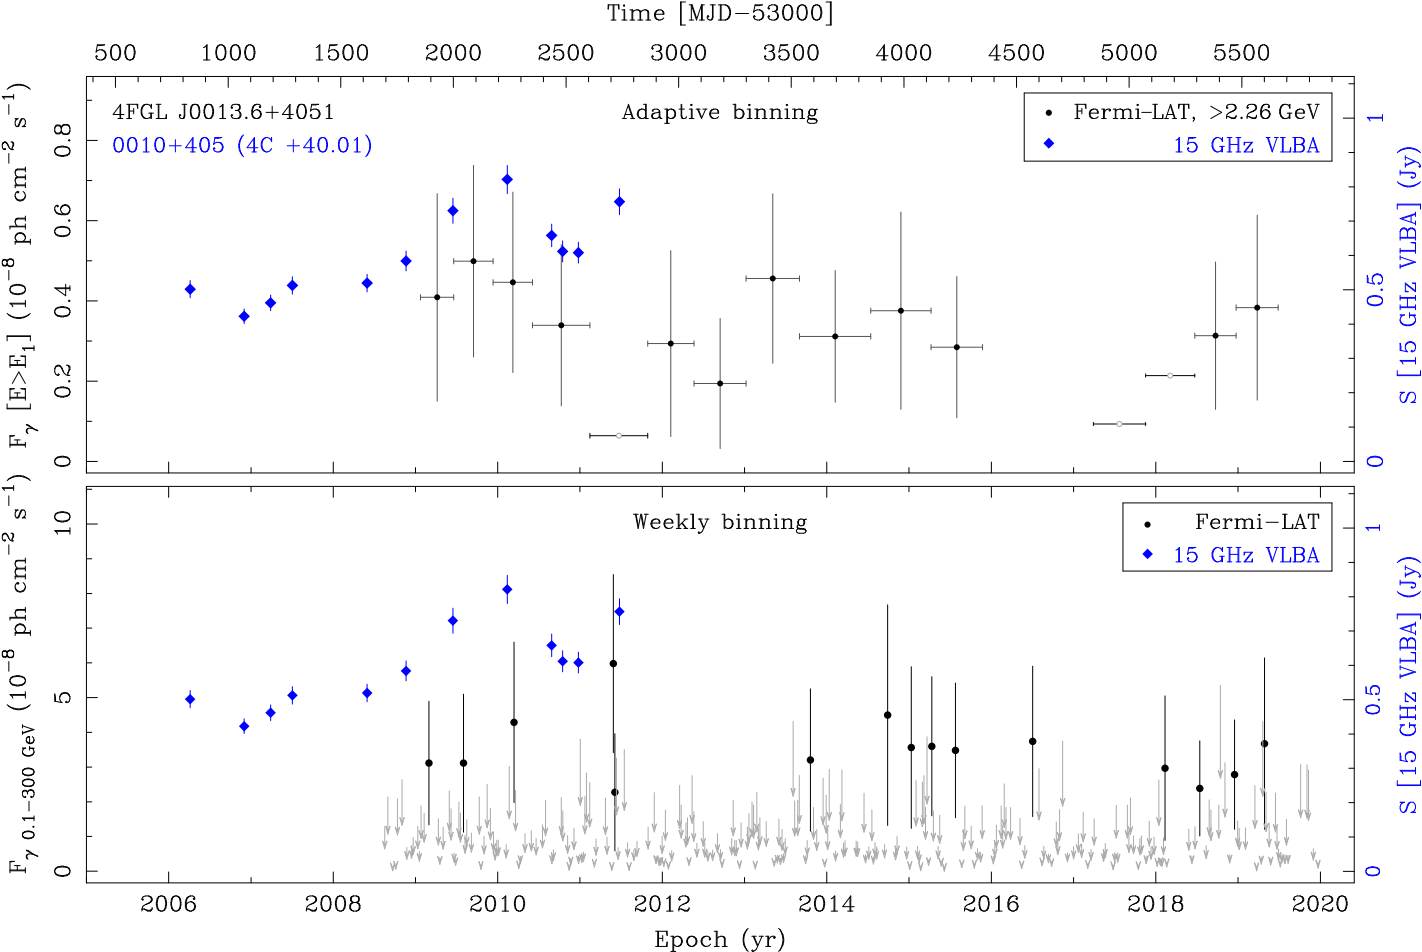 Time [MJD−53000]
500 1000 1500 2000 2500 3000 3500 4000 4500 5000 5500
4FGL J0013.6+4051
0010+405 (4C +40.01)
Adaptive binning
Fermi−LAT, >2.26 GeV
15 GHz VLBA
F_γ [E>E_1] (10^−8 ph cm^−2 s^−1)
0.8
0.6
0.4
0.2
0
S [15 GHz VLBA] (Jy)
1
0.5
0
Weekly binning
Fermi−LAT
15 GHz VLBA
F_γ 0.1−300 GeV (10^−8 ph cm^−2 s^−1)
10
5
0
S [15 GHz VLBA] (Jy)
1
0.5
0
2006 2008 2010 2012 2014 2016 2018 2020
Epoch (yr)